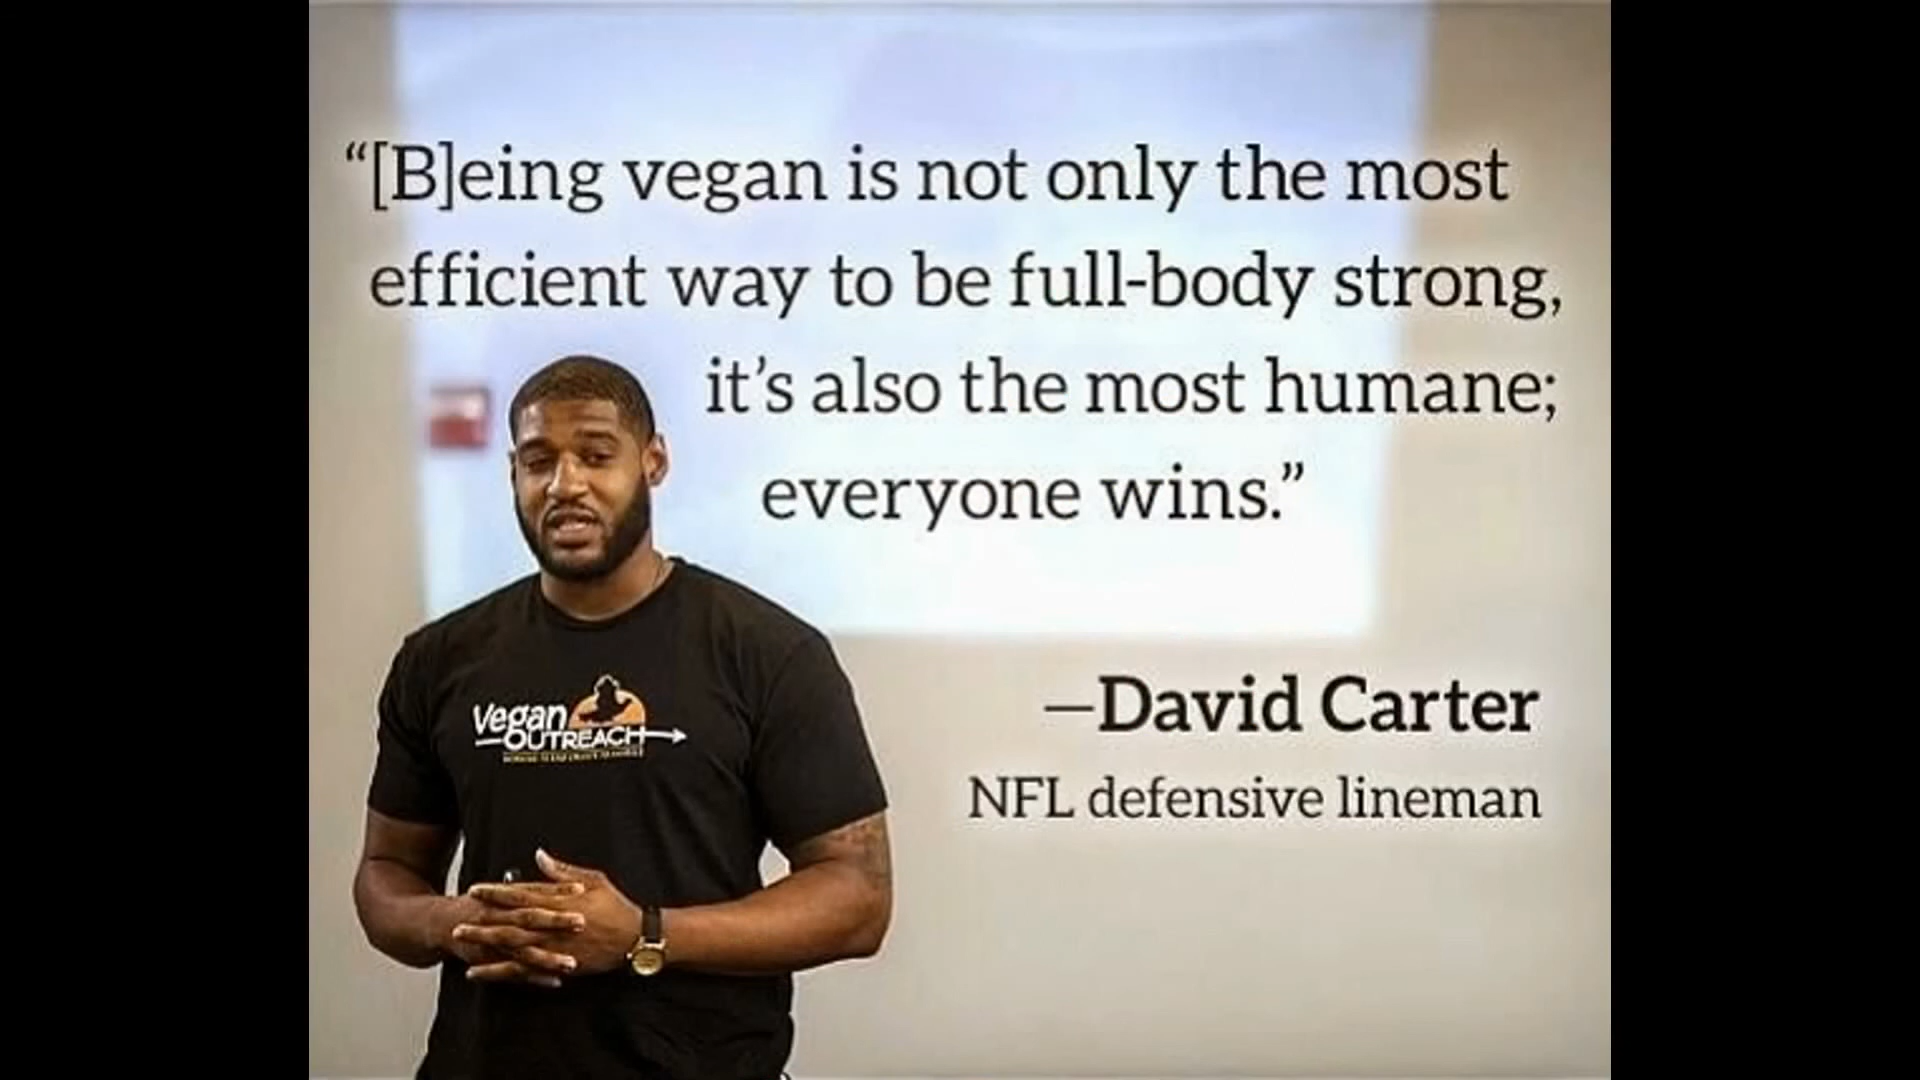 “[B]eing vegan is not only the most
efficient way to be full-body strong,
it’s also the most humane;
everyone wins.”
—David Carter
NFL defensive lineman
Vegan
OUTREACH